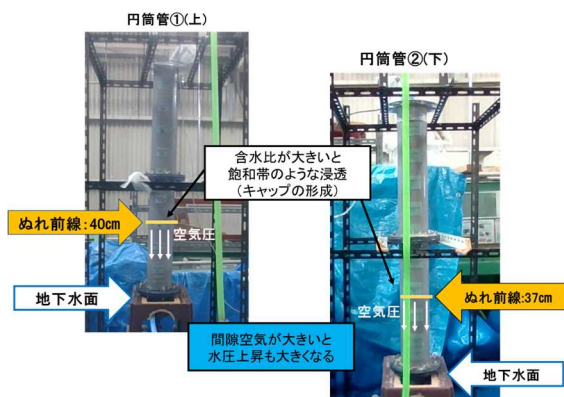 円筒管①(上)
円筒管②(下)
含水比が大きいと
飽和帯のような浸透
(キャップの形成)
ぬれ前線:40cm
空気圧
地下水面
空気圧
ぬれ前線:37cm
間隙空気が大きいと
水圧上昇も大きくなる
地下水面